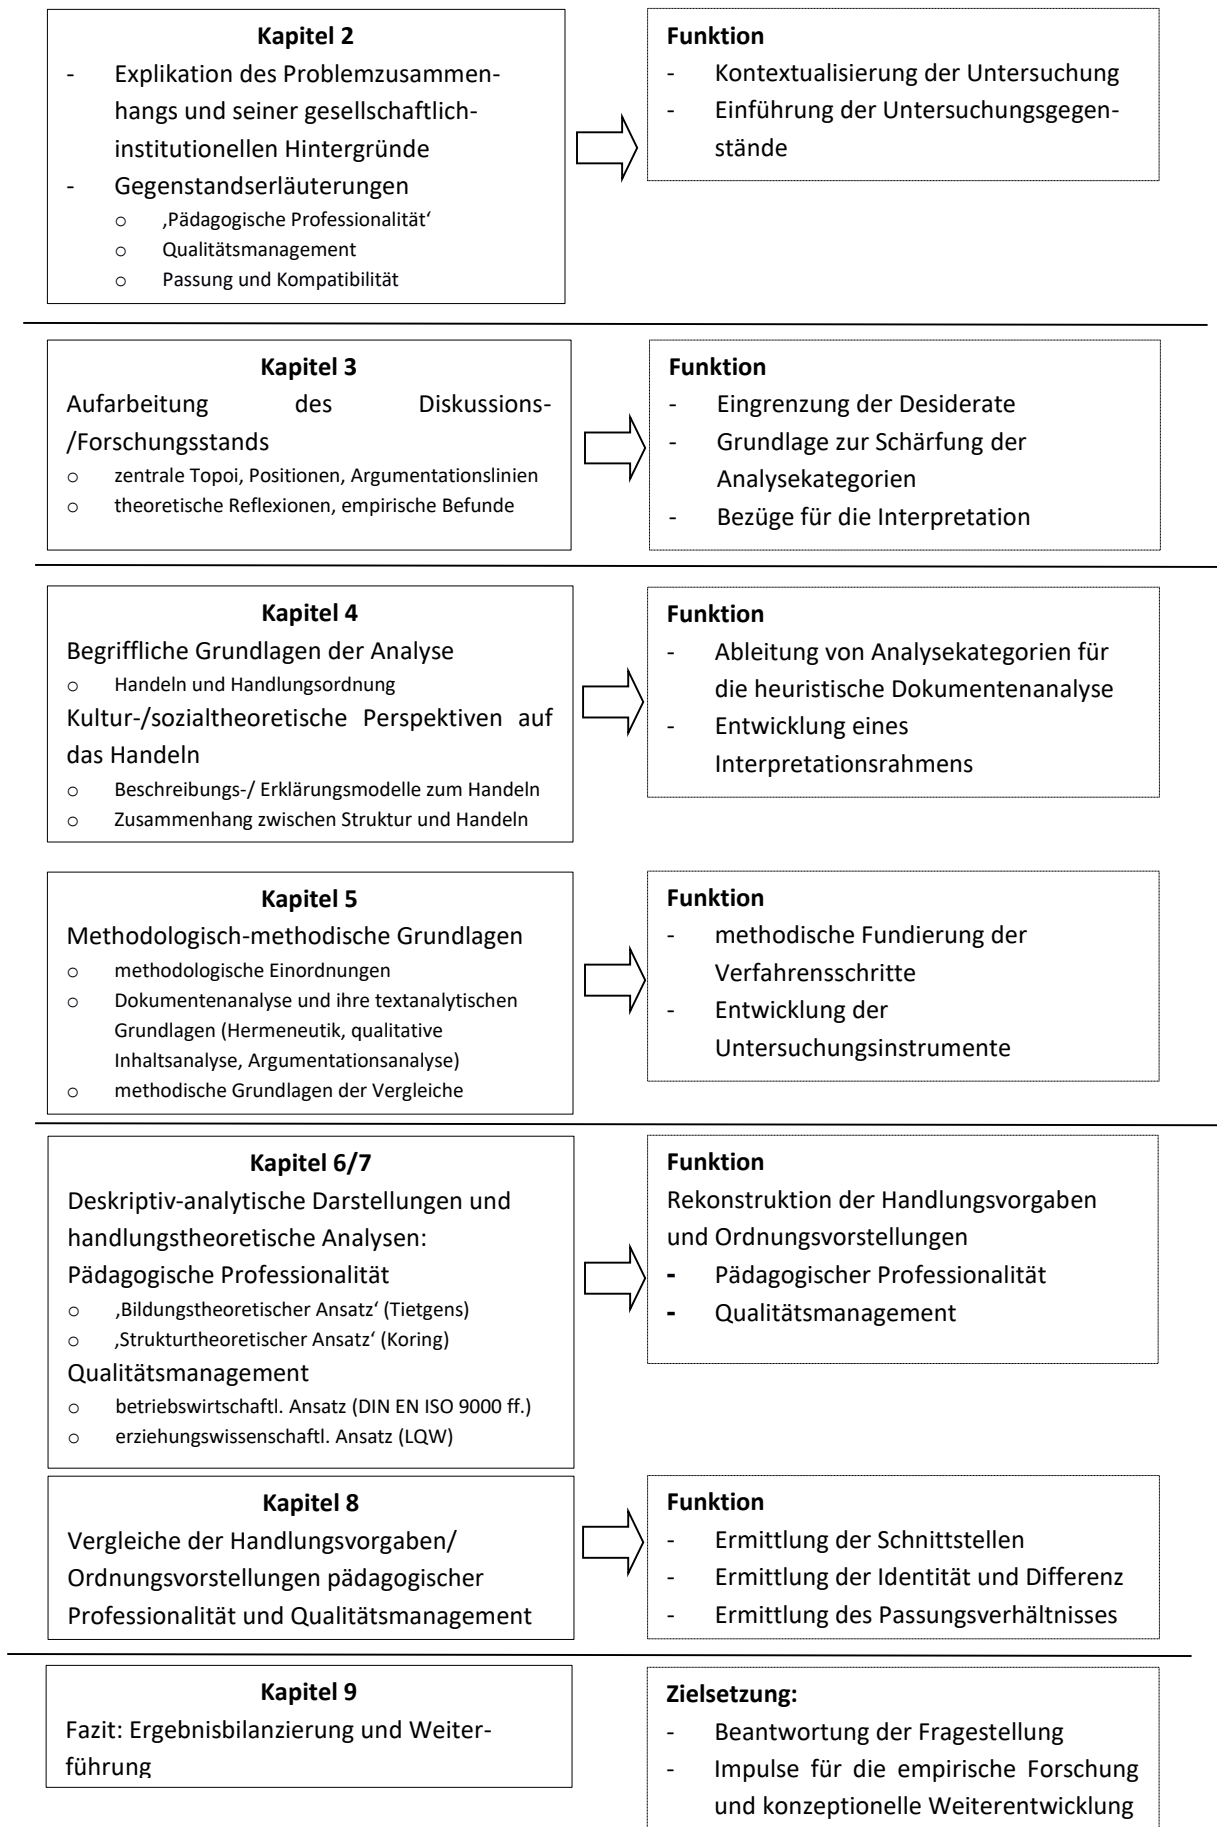 Kapitel 2
- Explikation des Problemzusammen-
hangs und seiner gesellschaftlich-
institutionellen Hintergründe
- Gegenstandserläuterungen
o ‚Pädagogische Professionalität‘
o Qualitätsmanagement
o Passung und Kompatibilität
Funktion
- Kontextualisierung der Untersuchung
- Einführung der Untersuchungsgegen-
stände
Kapitel 3
Aufarbeitung des Diskussions-
/Forschungsstands
o zentrale Topoi, Positionen, Argumentationslinien
o theoretische Reflexionen, empirische Befunde
Funktion
- Eingrenzung der Desiderate
- Grundlage zur Schärfung der
Analysekategorien
- Bezüge für die Interpretation
Kapitel 4
Begriffliche Grundlagen der Analyse
o Handeln und Handlungsordnung
Kultur-/sozialtheoretische Perspektiven auf
das Handeln
o Beschreibungs-/ Erklärungsmodelle zum Handeln
o Zusammenhang zwischen Struktur und Handeln
Funktion
- Ableitung von Analysekategorien für
die heuristische Dokumentenanalyse
- Entwicklung eines
Interpretationsrahmens
Kapitel 5
Methodologisch-methodische Grundlagen
o methodologische Einordnungen
o Dokumentenanalyse und ihre textanalytischen
Grundlagen (Hermeneutik, qualitative
Inhaltsanalyse, Argumentationsanalyse)
o methodische Grundlagen der Vergleiche
Funktion
- methodische Fundierung der
Verfahrensschritte
- Entwicklung der
Untersuchungsinstrumente
Kapitel 6/7
Deskriptiv-analytische Darstellungen und
handlungstheoretische Analysen:
Pädagogische Professionalität
o ‚Bildungstheoretischer Ansatz‘ (Tietgens)
o ‚Strukturtheoretischer Ansatz‘ (Koring)
Qualitätsmanagement
o betriebswirtschaftl. Ansatz (DIN EN ISO 9000 ff.)
o erziehungswissenschaftl. Ansatz (LQW)
Funktion
Rekonstruktion der Handlungsvorgaben
und Ordnungsvorstellungen
- Pädagogischer Professionalität
- Qualitätsmanagement
Kapitel 8
Vergleiche der Handlungsvorgaben/
Ordnungsvorstellungen pädagogischer
Professionalität und Qualitätsmanagement
Funktion
- Ermittlung der Schnittstellen
- Ermittlung der Identität und Differenz
- Ermittlung des Passungsverhältnisses
Kapitel 9
Fazit: Ergebnisbilanzierung und Weiter-
führung
Zielsetzung:
- Beantwortung der Fragestellung
- Impulse für die empirische Forschung
und konzeptionelle Weiterentwicklung